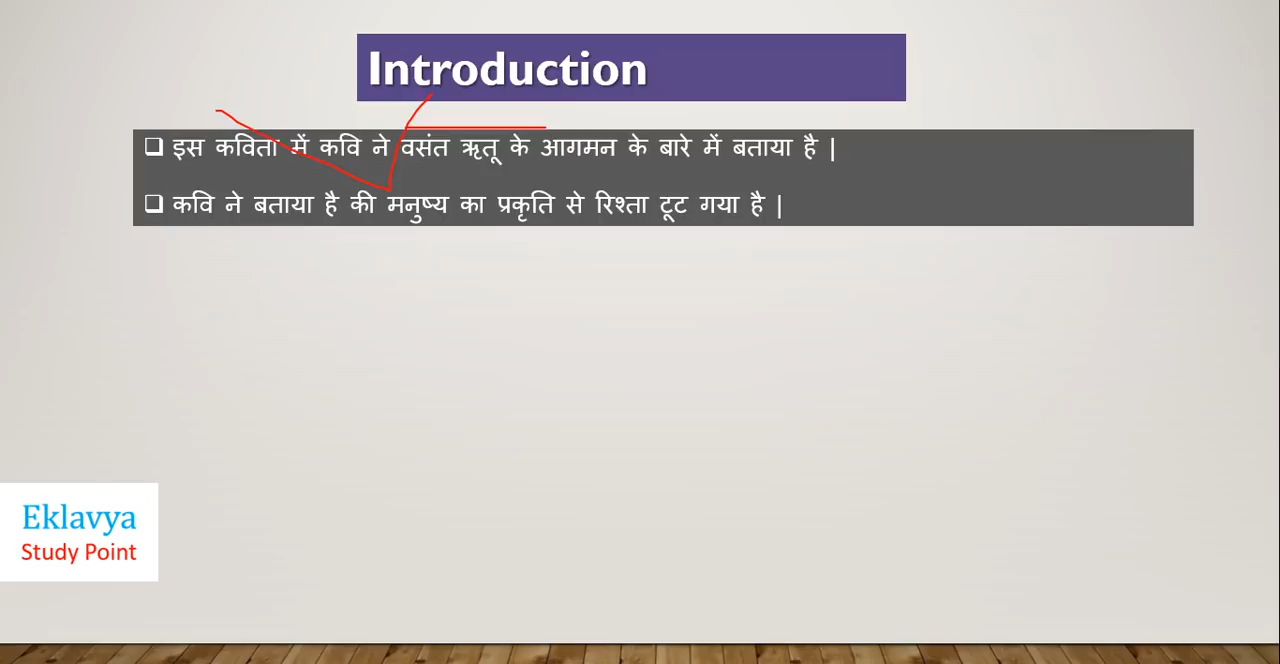 Introduction
❑ इस कविता में कवि ने वसंत ऋतू के आगमन के बारे में बताया है |
❑ कवि ने बताया है की मनुष्य का प्रकृति से रिश्ता टूट गया है |
Eklavya
Study Point